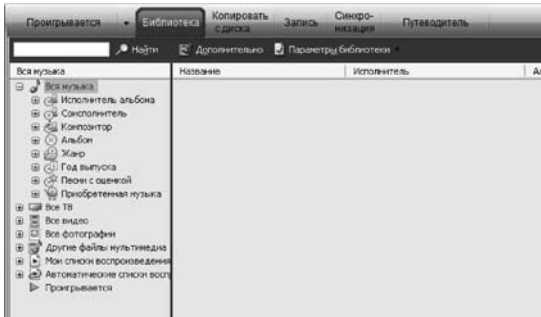 Проигрывается
Библиотека
Копировать
с диска
Запись
Синхро-
низация
Путеводитель
Найти
Дополнительно
Параметры библиотеки
Вся музыка
Название
Исполнитель
Вся музыка
Исполнитель альбома
Соисполнитель
Композитор
Альбом
Жанр
Год выпуска
Песни с оценкой
Приобретенная музыка
Все ТВ
Все видео
Все фотографии
Другие файлы мультимедиа
Мои списки воспроизведения
Автоматические списки восп
Проигрывается